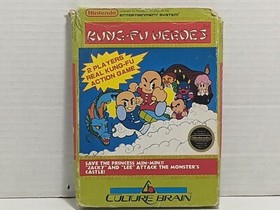 Nintendo
ENTERTAINMENT SYSTEM
KUNG-FU HEROES
2 PLAYERS
REAL KUNG-FU
ACTION GAME
SAVE THE PRINCESS MIN-MIN!!
"JACKY" AND "LEE" ATTACK THE MONSTER'S
CASTLE!
CULTURE BRAIN